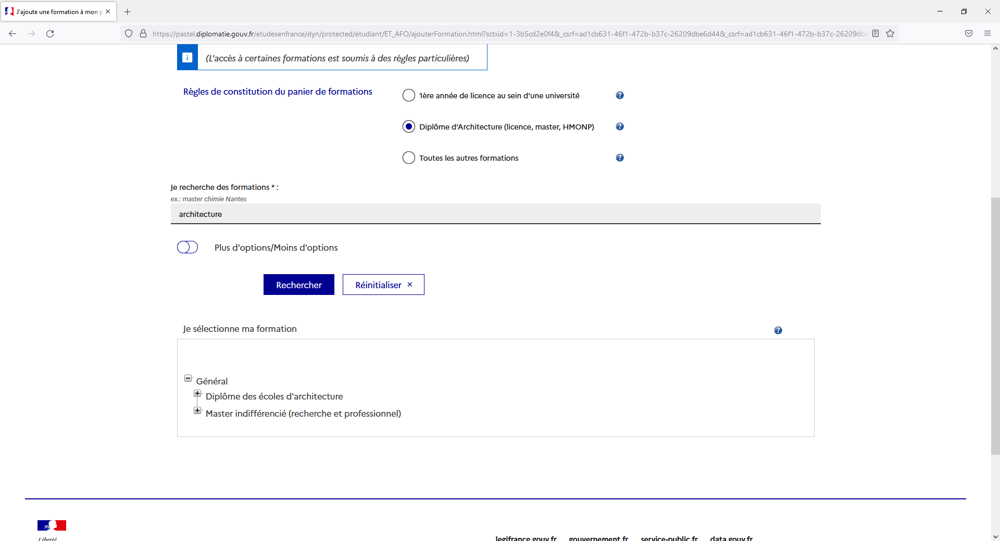 J'ajoute une formation à mon p
https://pastel.diplomatie.gouv.fr/etudesenfrance/dyn/protected/etudiant/ET_AFO/ajouterFormation.html?sctxid=1-3b5cd2e0f4&_csrf=ad1cb631-46f1-472b-b37c-26209dbe6d44&_csrf=ad1cb631-46f1-472b-b37c-26209dbe
(L'accès à certaines formations est soumis à des règles particulières)
Règles de constitution du panier de formations
1ère année de licence au sein d'une université
Diplôme d'Architecture (licence, master, HMONP)
Toutes les autres formations
Je recherche des formations * :
ex.: master chimie Nantes
architecture
Plus d'options/Moins d'options
Rechercher
Réinitialiser ×
Je sélectionne ma formation
Général
Diplôme des écoles d'architecture
Master indifférencié (recherche et professionnel)
Liberté
legifrance.gouv.fr gouvernement.fr service-public.fr data.gouv.fr